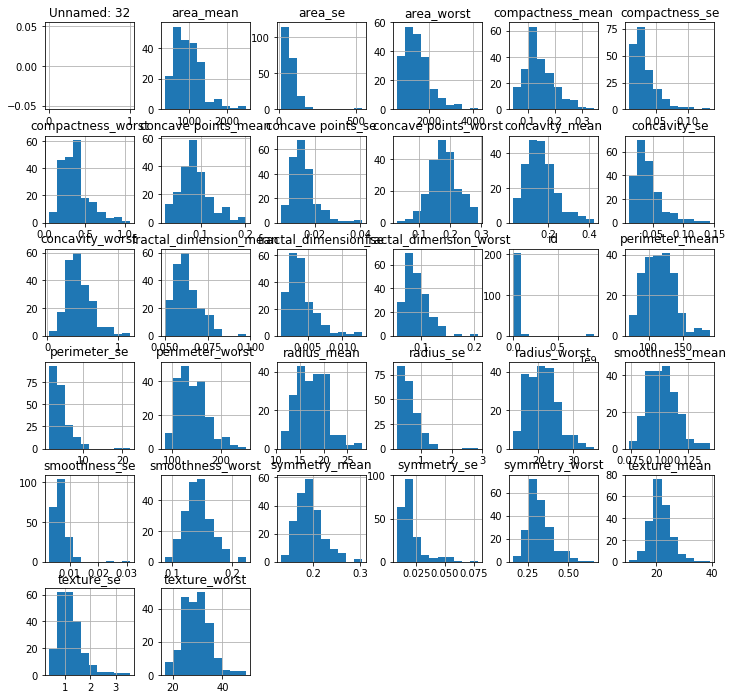 Unnamed: 32 area_mean area_se area_worst compactness_mean compactness_se
0.05 0.00 −0.05 0 1
40 20 0 1000 2000
100 50 0 0 500
60 40 20 0 2000 4000
60 40 20 0 0.1 0.2 0.3
75 50 25 0 0.05 0.10
compactness_worst concave points_mean concave points_se concave points_worst concavity_mean concavity_se
60 40 20 0 0.0 0.5 1.0
40 20 0 0.1 0.2
60 40 20 0 0.00 0.02 0.04
40 20 0 0.1 0.2 0.3
40 20 0 0.2 0.4
60 40 20 0 0.05 0.10 0.15
concavity_worst fractal_dimension_mean fractal_dimension_se fractal_dimension_worst id perimeter_mean
60 40 20 0 0 1
60 40 20 0 0.050 0.075 0.100
60 40 20 0 0.005 0.010
60 40 20 0 0.1 0.2
200 100 0 0.0 0.5 1e9
40 20 0 100 150
perimeter_se perimeter_worst radius_mean radius_se radius_worst smoothness_mean
75 50 25 0 10 20
40 20 0 100 200
40 20 0 10 15 20 25
75 50 25 0 1 2 3
40 20 0 20 30
40 20 0 0.075 0.100 0.125
smoothness_se smoothness_worst symmetry_mean symmetry_se symmetry_worst texture_mean
100 50 0 0.01 0.02 0.03
40 20 0 0.1 0.2
60 40 20 0 0.2 0.3
100 50 0 0.025 0.050 0.075
50 0 0.25 0.50
80 60 40 20 0 20 40
texture_se texture_worst
60 40 20 0 1 2 3
40 20 0 20 40